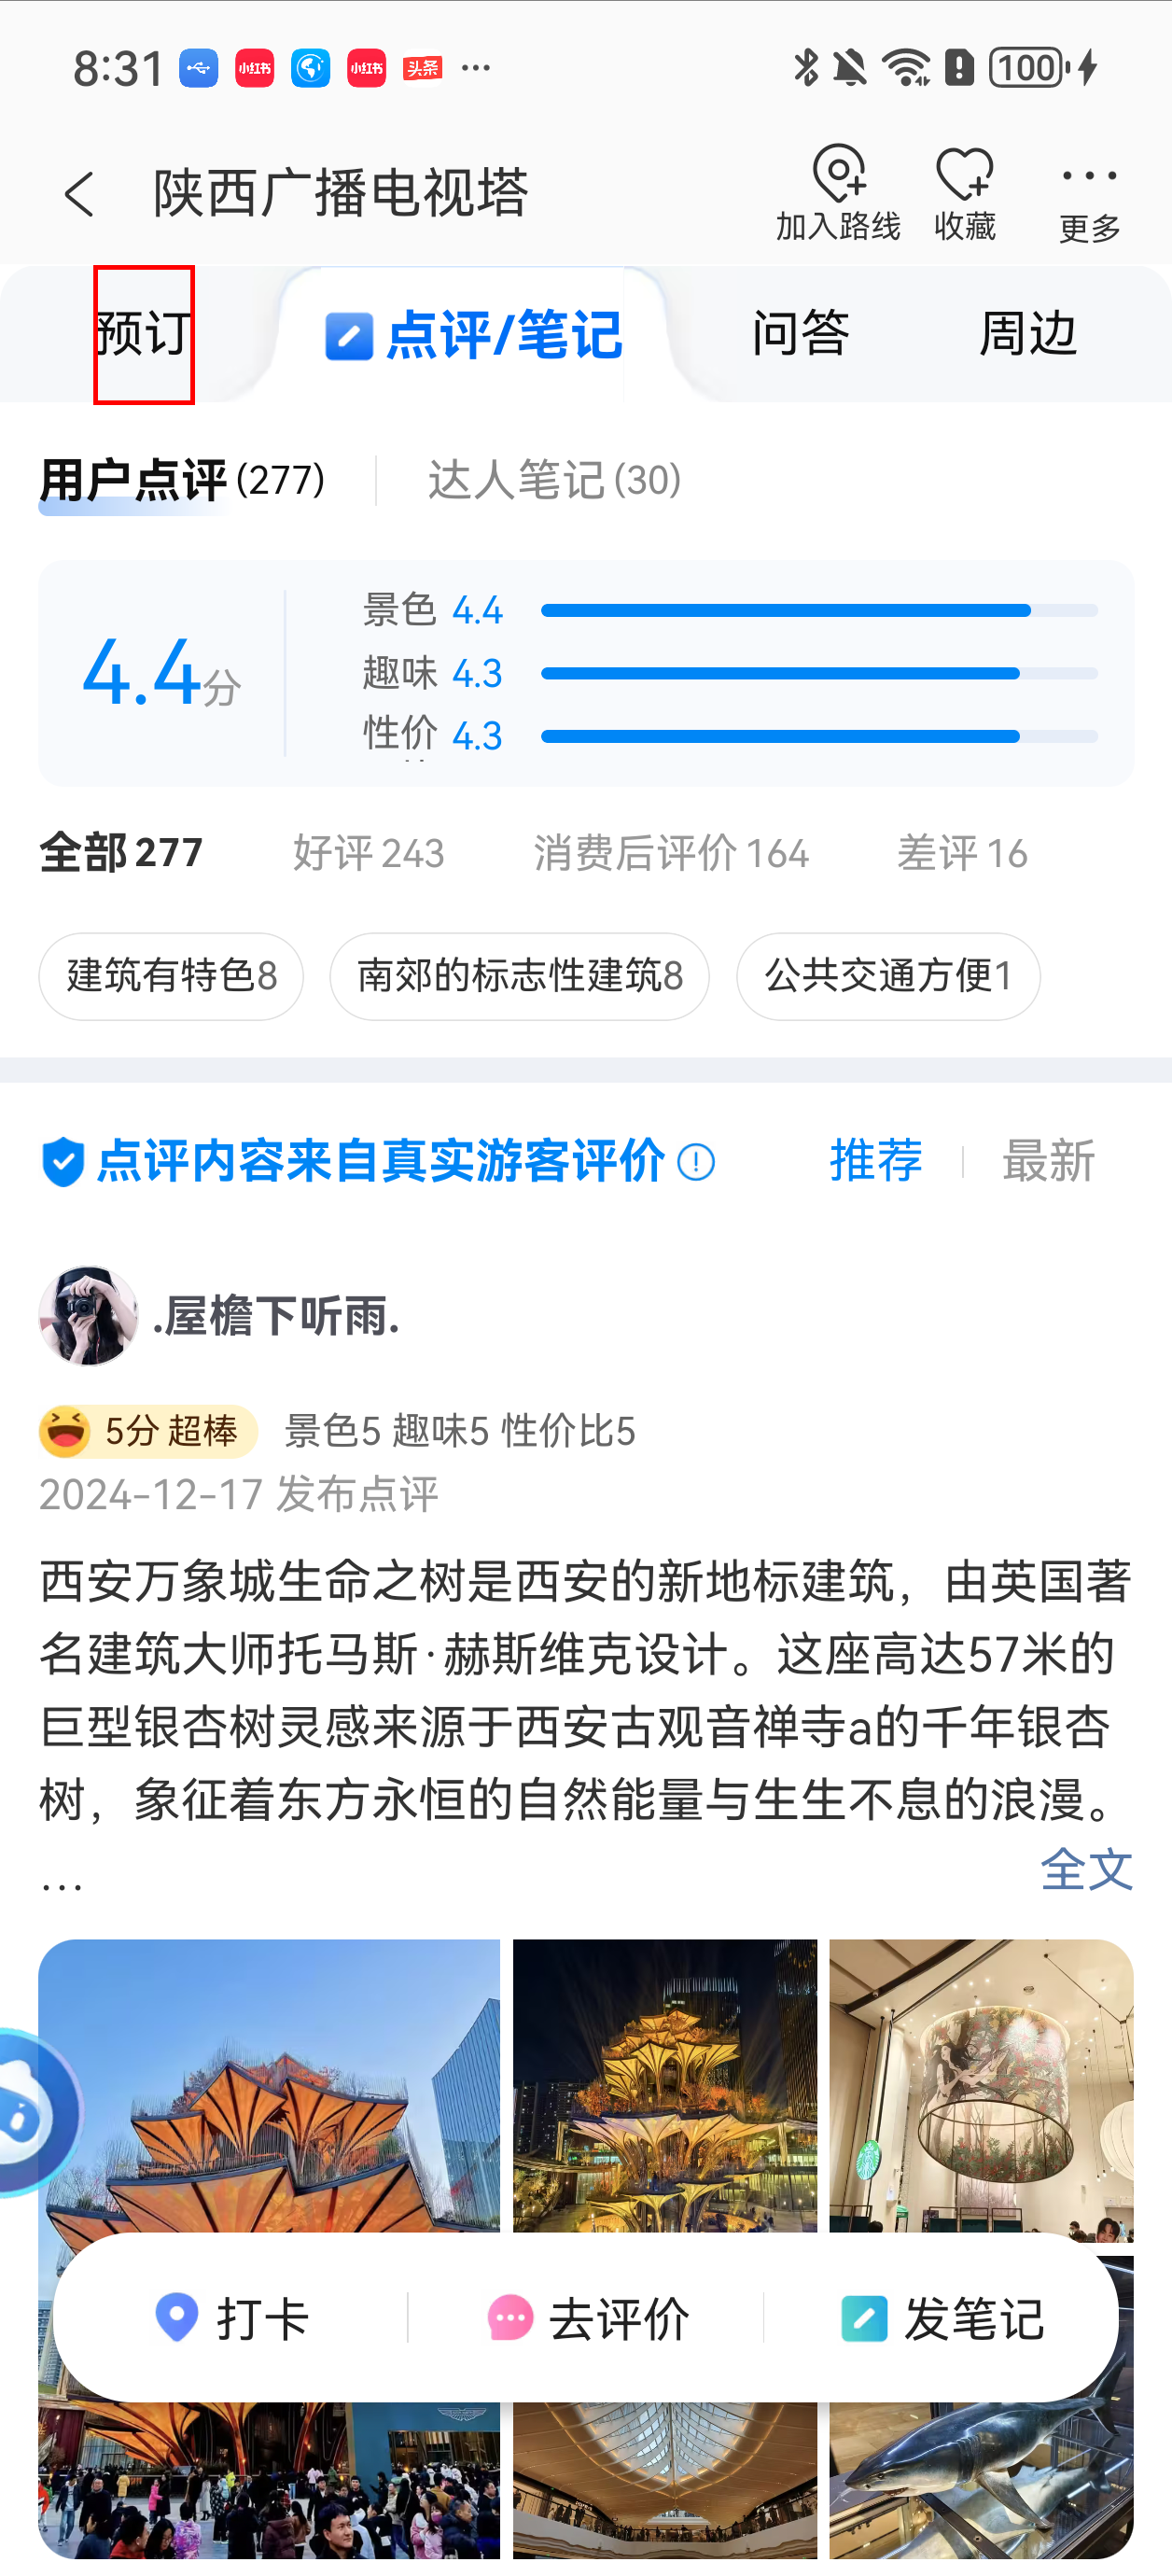 8:31 小红书 小红书 头条 ... 100
陕西广播电视塔
加入路线 收藏 更多
预订 点评/笔记 问答 周边
用户点评(277) 达人笔记(30)
4.4分
景色 4.4
趣味 4.3
性价 4.3
全部277 好评243 消费后评价164 差评16
建筑有特色8 南郊的标志性建筑8 公共交通方便1
点评内容来自真实游客评价 推荐 最新
.屋檐下听雨.
5分 超棒 景色5 趣味5 性价比5
2024-12-17 发布点评
西安万象城生命之树是西安的新地标建筑，由英国著
名建筑大师托马斯·赫斯维克设计。这座高达57米的
巨型银杏树灵感来源于西安古观音禅寺a的千年银杏
树，象征着东方永恒的自然能量与生生不息的浪漫。
... 全文
打卡 去评价 发笔记